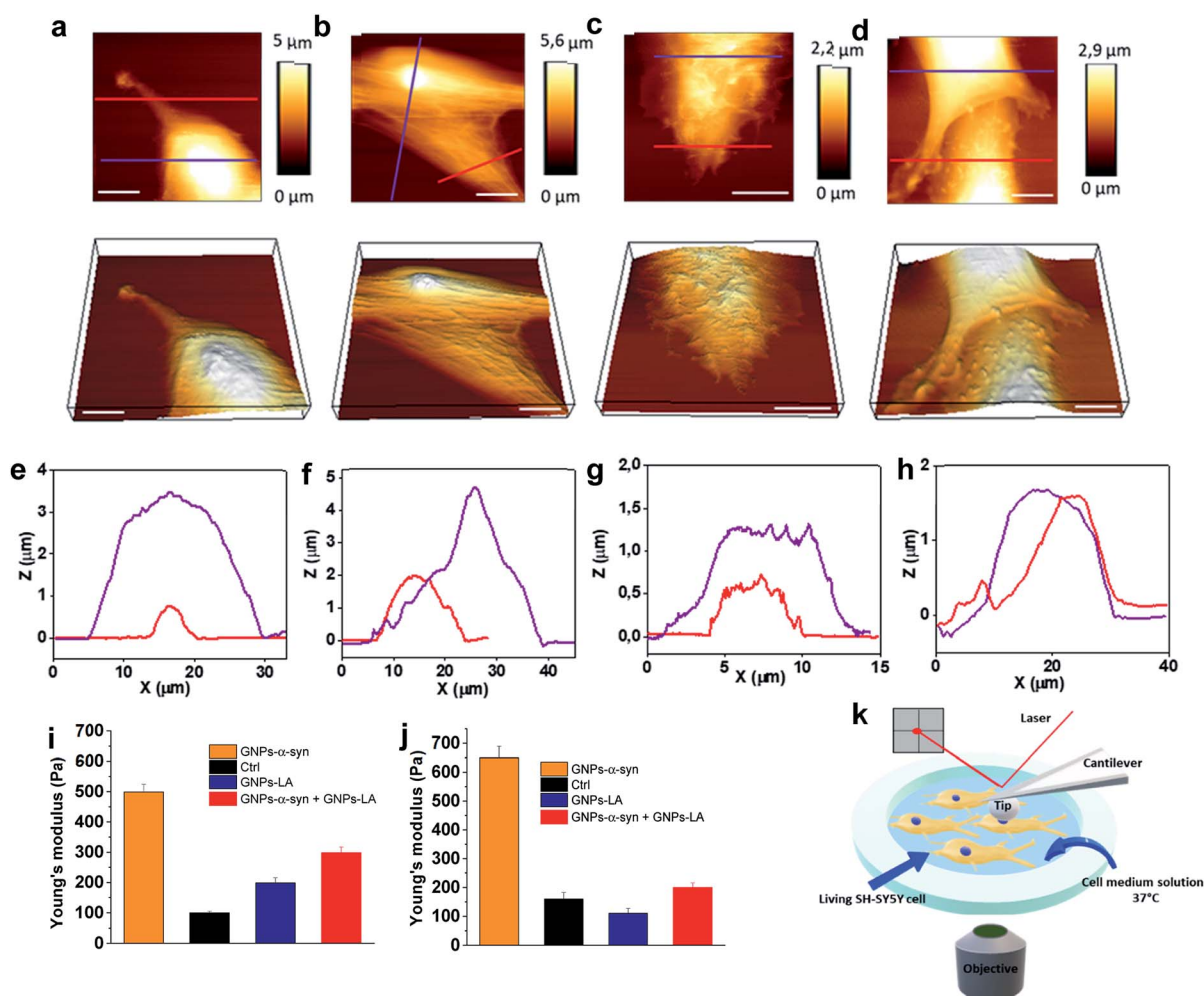 a
5 μm
0 μm
b
5,6 μm
0 μm
c
2,2 μm
0 μm
d
2,9 μm
0 μm
e
4
3
2
1
0
Z (μm)
0 10 20 30
X (μm)
f
5
4
3
2
1
0
Z (μm)
0 10 20 30 40
X (μm)
g
2,0
1,5
1,0
0,5
0,0
Z (μm)
0 5 10 15
X (μm)
h
2
1
0
Z (μm)
0 20 40
X (μm)
i
700
600
500
400
300
200
100
0
Young's modulus (Pa)
GNPs-α-syn
Ctrl
GNPs-LA
GNPs-α-syn + GNPs-LA
j
700
600
500
400
300
200
100
0
Young's modulus (Pa)
GNPs-α-syn
Ctrl
GNPs-LA
GNPs-α-syn + GNPs-LA
k
Laser
Cantilever
Tip
Living SH-SY5Y cell
Cell medium solution
37°C
Objective